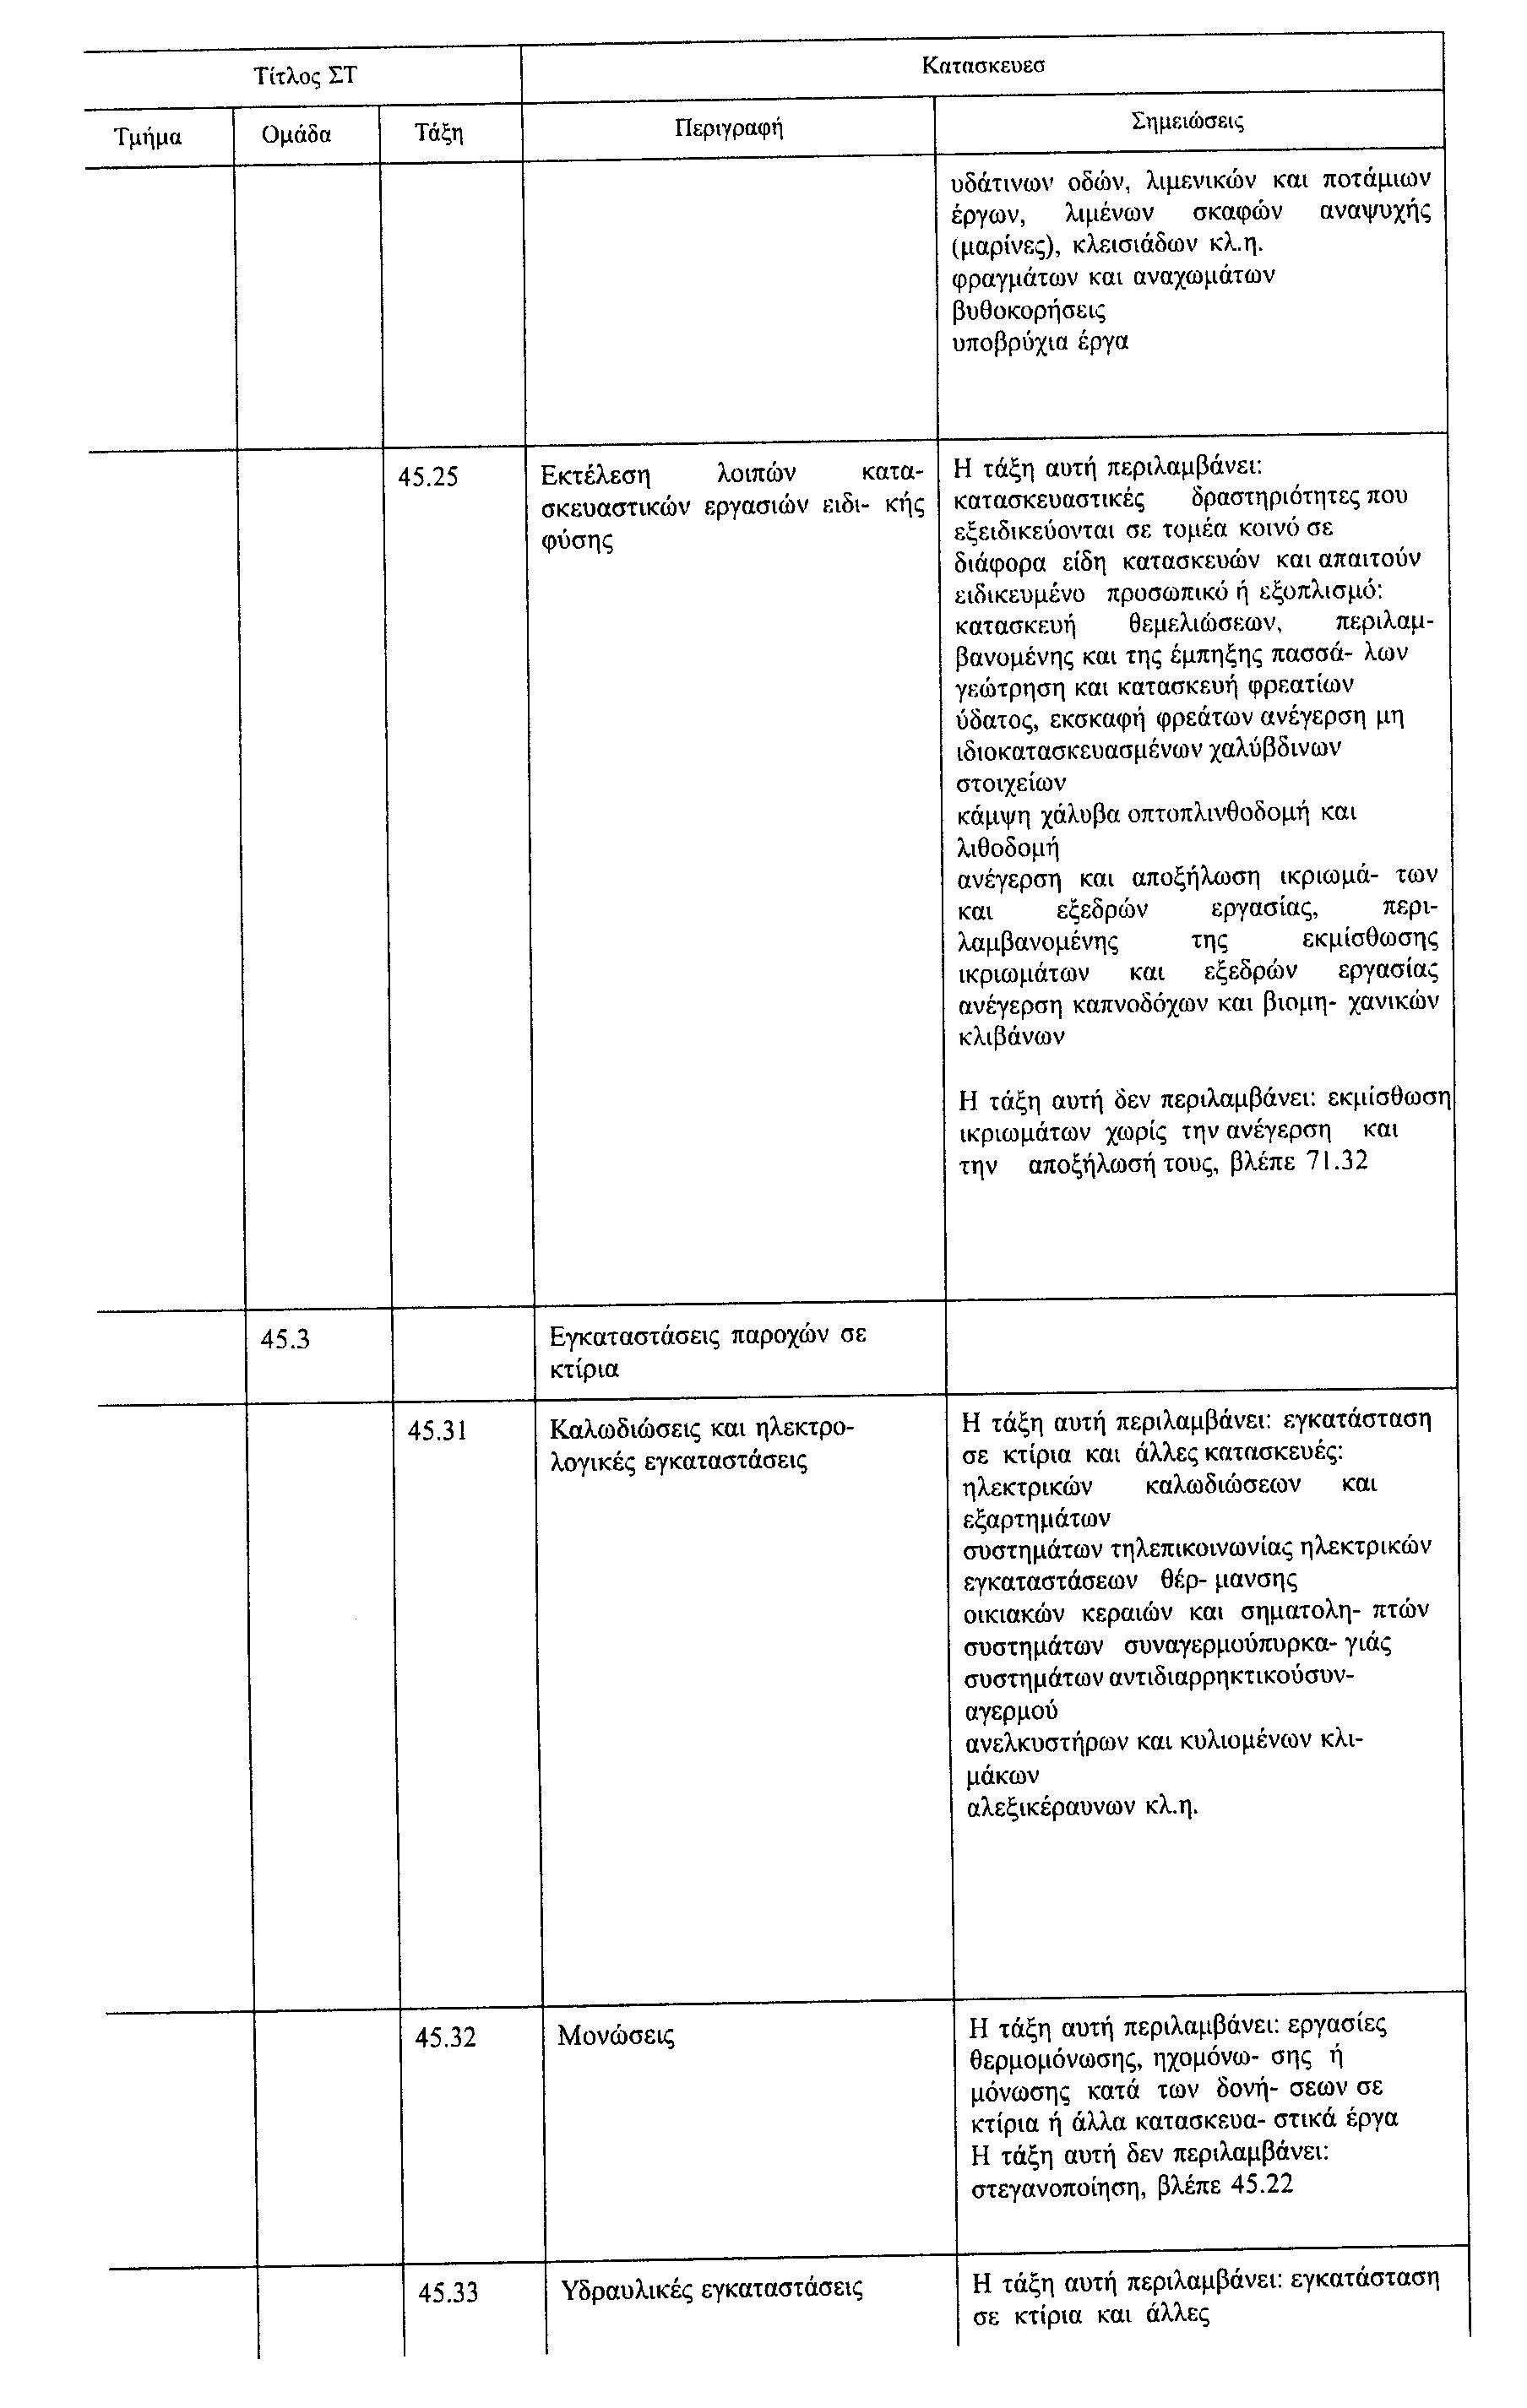 Τίτλος ΣΤ Κατασκευεσ
Τμήμα Ομάδα Τάξη Περιγραφή Σημειώσεις
υδάτινων οδών, λιμενικών και ποτάμιων
έργων, λιμένων σκαφών αναψυχής
(μαρίνες), κλεισιάδων κλ.η.
φραγμάτων και αναχωμάτων
βυθοκορήσεις
υποβρύχια έργα
45.25
Εκτέλεση λοιπών κατα-
σκευαστικών εργασιών ειδι- κής
φύσης
Η τάξη αυτή περιλαμβάνει:
κατασκευαστικές δραστηριότητες που
εξειδικεύονται σε τομέα κοινό σε
διάφορα είδη κατασκευών και απαιτούν
ειδικευμένο προσωπικό ή εξοπλισμό:
κατασκευή θεμελιώσεων, περιλαμ-
βανομένης και της έμπηξης πασσά- λων
γεώτρηση και κατασκευή φρεατίων
ύδατος, εκσκαφή φρεάτων ανέγερση μη
ιδιοκατασκευασμένων χαλύβδινων
στοιχείων
κάμψη χάλυβα οπτοπλινθοδομή και
λιθοδομή
ανέγερση και αποξήλωση ικριωμά- των
και εξεδρών εργασίας, περι-
λαμβανομένης της εκμίσθωσης
ικριωμάτων και εξεδρών εργασίας
ανέγερση καπνοδόχων και βιομη- χανικών
κλιβάνων
Η τάξη αυτή δεν περιλαμβάνει: εκμίσθωση
ικριωμάτων χωρίς την ανέγερση και
την αποξήλωσή τους, βλέπε 71.32
45.3
Εγκαταστάσεις παροχών σε
κτίρια
45.31
Καλωδιώσεις και ηλεκτρο-
λογικές εγκαταστάσεις
Η τάξη αυτή περιλαμβάνει: εγκατάσταση
σε κτίρια και άλλες κατασκευές:
ηλεκτρικών καλωδιώσεων και
εξαρτημάτων
συστημάτων τηλεπικοινωνίας ηλεκτρικών
εγκαταστάσεων θέρ- μανσης
οικιακών κεραιών και σηματολη- πτών
συστημάτων συναγερμούπυρκα- γιάς
συστημάτων αντιδιαρρηκτικούσυν-
αγερμού
ανελκυστήρων και κυλιομένων κλι-
μάκων
αλεξικέραυνων κλ.η.
45.32
Μονώσεις
Η τάξη αυτή περιλαμβάνει: εργασίες
θερμομόνωσης, ηχομόνω- σης ή
μόνωσης κατά των δονή- σεων σε
κτίρια ή άλλα κατασκευα- στικά έργα
Η τάξη αυτή δεν περιλαμβάνει:
στεγανοποίηση, βλέπε 45.22
45.33
Υδραυλικές εγκαταστάσεις
Η τάξη αυτή περιλαμβάνει: εγκατάσταση
σε κτίρια και άλλες